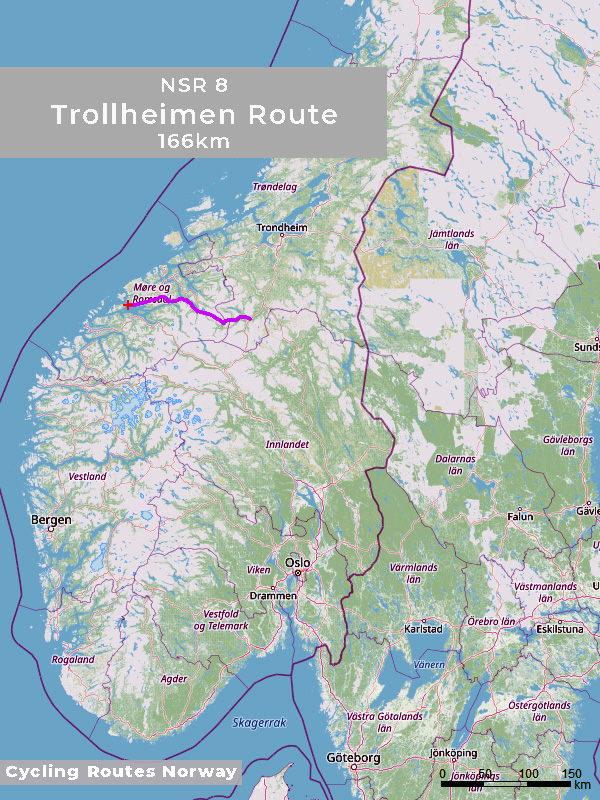 NSR 8
Trollheimen Route
166km
Trøndelag
Trondheim
Jämtlands
län
Møre og
Romsdal
Sunds
Innlandet
Gävleborgs
län
Dalarnas
län
Vestland
Bergen
Falun
Gävle
Oslo
Viken
Drammen
Värmlands
län
Västmanlands
län
Vestfold
og Telemark
Örebro län
Eskilstuna
Karlstad
Rogaland
Vänern
Agder
Östergötlands
län
Västra Götalands
län
Skagerrak
Göteborg
Jönköping
Jönköpings
län
Cycling Routes Norway
0 50 100 150
km